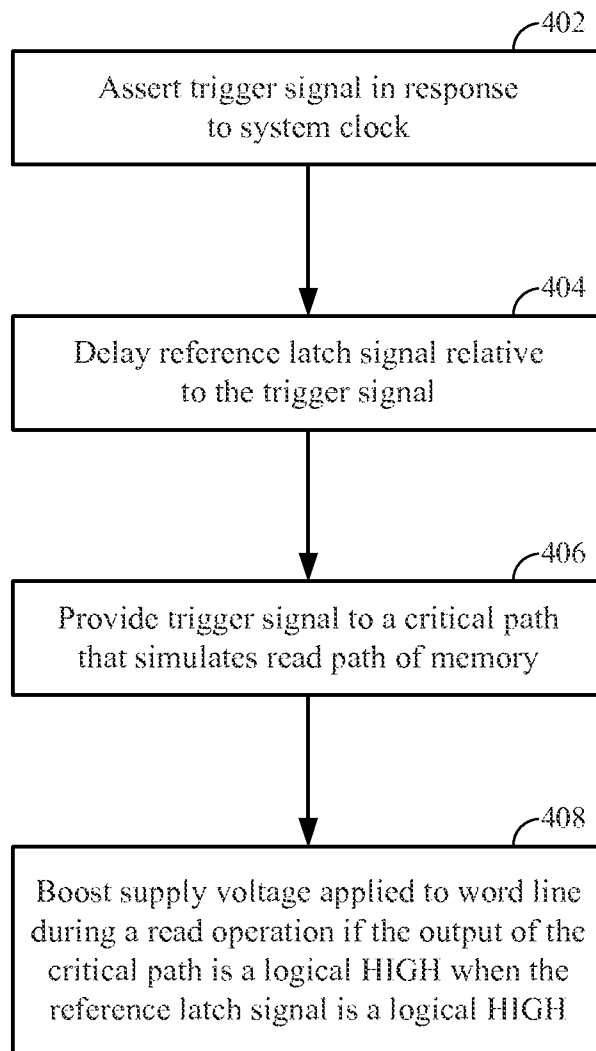 402
Assert trigger signal in response
to system clock
404
Delay reference latch signal relative
to the trigger signal
406
Provide trigger signal to a critical path
that simulates read path of memory
408
Boost supply voltage applied to word line
during a read operation if the output of the
critical path is a logical HIGH when the
reference latch signal is a logical HIGH